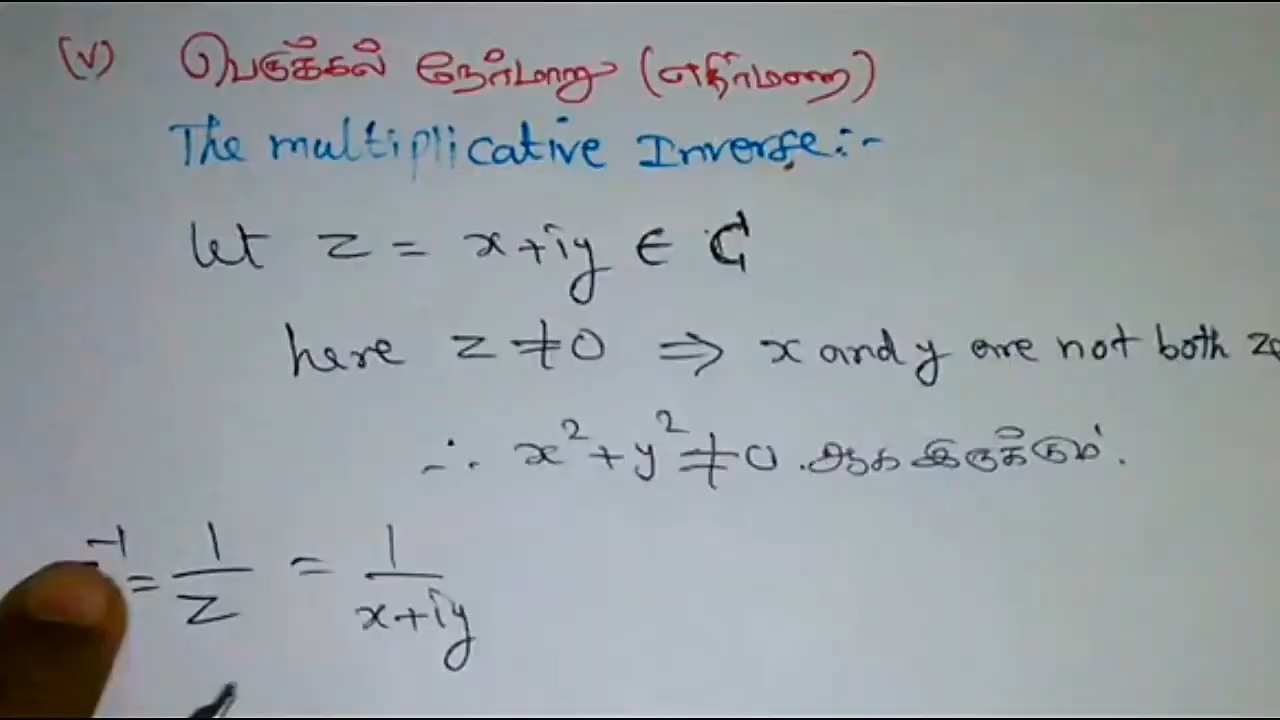 (v) பெருக்கல் நேர்மாறு (எதிர்மறை)
The multiplicative Inverse:-
Let z = x+iy ∈ ℂ
here z ≠ 0 ⇒ x and y are not both
∴ x² + y² ≠ 0. ஆக இருக்கும்.
⁻¹ = 1/z = 1/(x+iy)